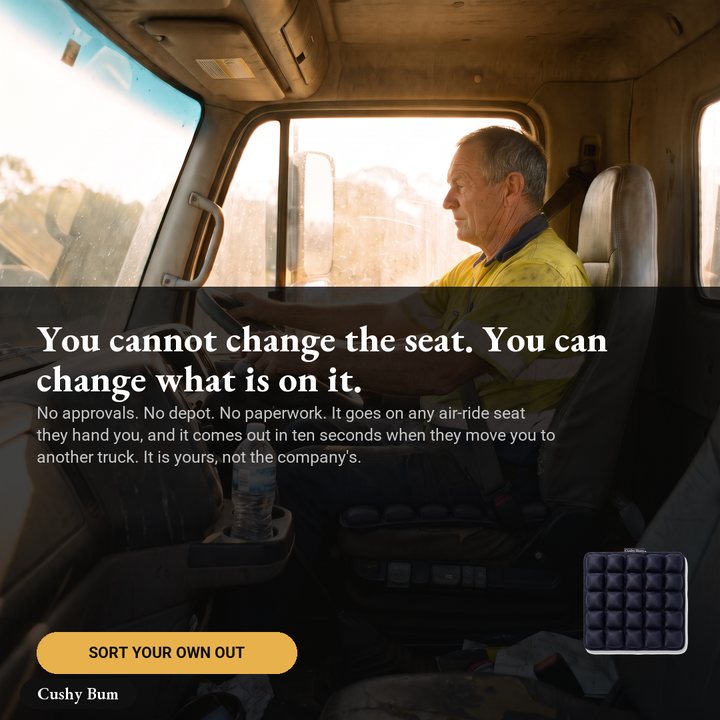 You cannot change the seat. You can
change what is on it.
No approvals. No depot. No paperwork. It goes on any air-ride seat
they hand you, and it comes out in ten seconds when they move you to
another truck. It is yours, not the company's.
Cushy Bum
SORT YOUR OWN OUT
Cushy Bum